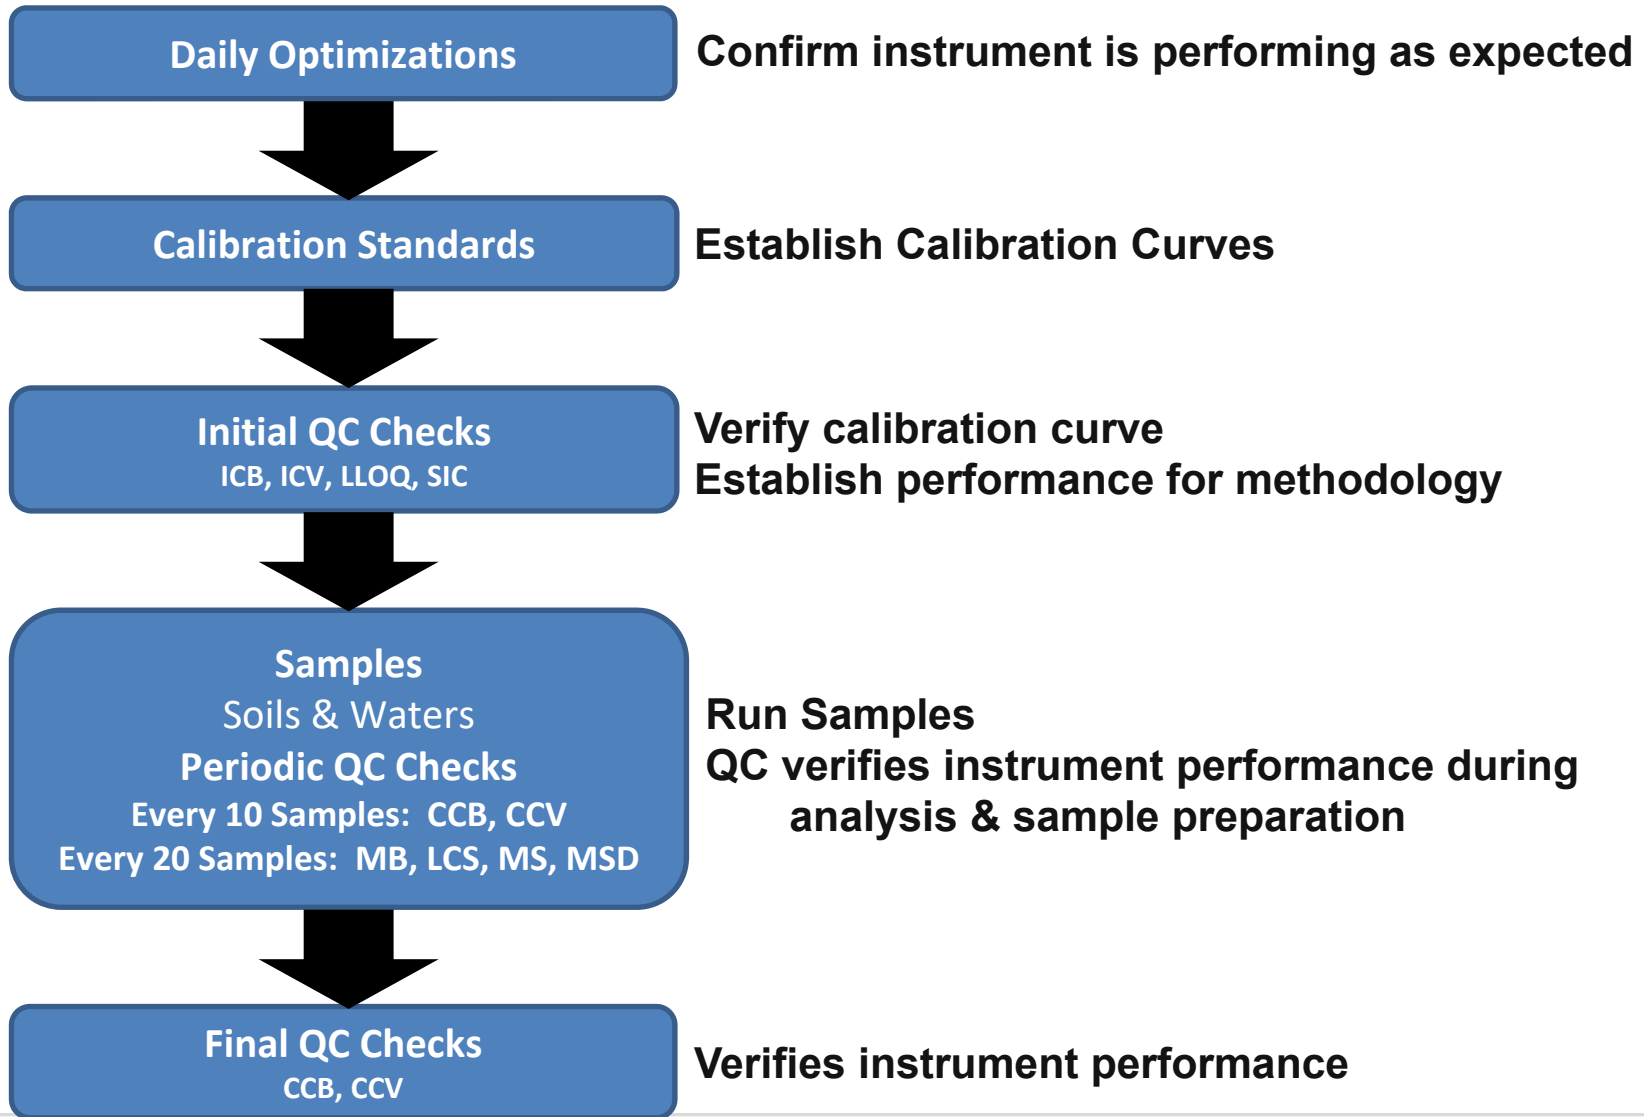 Daily Optimizations
Confirm instrument is performing as expected
Calibration Standards
Establish Calibration Curves
Initial QC Checks
ICB, ICV, LLOQ, SIC
Verify calibration curve
Establish performance for methodology
Samples
Soils & Waters
Periodic QC Checks
Every 10 Samples: CCB, CCV
Every 20 Samples: MB, LCS, MS, MSD
Run Samples
QC verifies instrument performance during
analysis & sample preparation
Final QC Checks
CCB, CCV
Verifies instrument performance